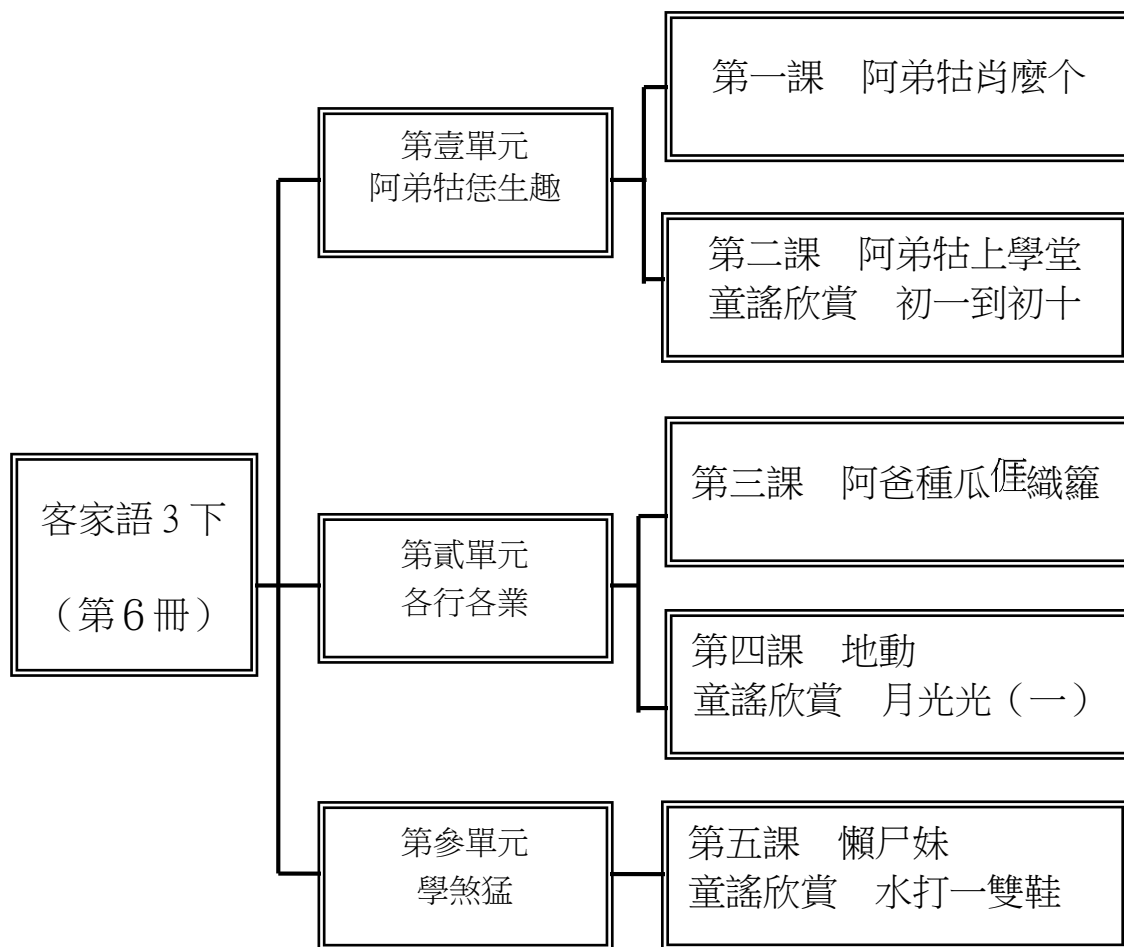 客家語3下
（第6冊）
第壹單元
阿弟牯恁生趣
第一課　阿弟牯肖麼个
第二課　阿弟牯上學堂
童謠欣賞　初一到初十
第貳單元
各行各業
第三課　阿爸種瓜𠊎織籮
第四課　地動
童謠欣賞　月光光（一）
第參單元
學煞猛
第五課　懶尸妹
童謠欣賞　水打一雙鞋